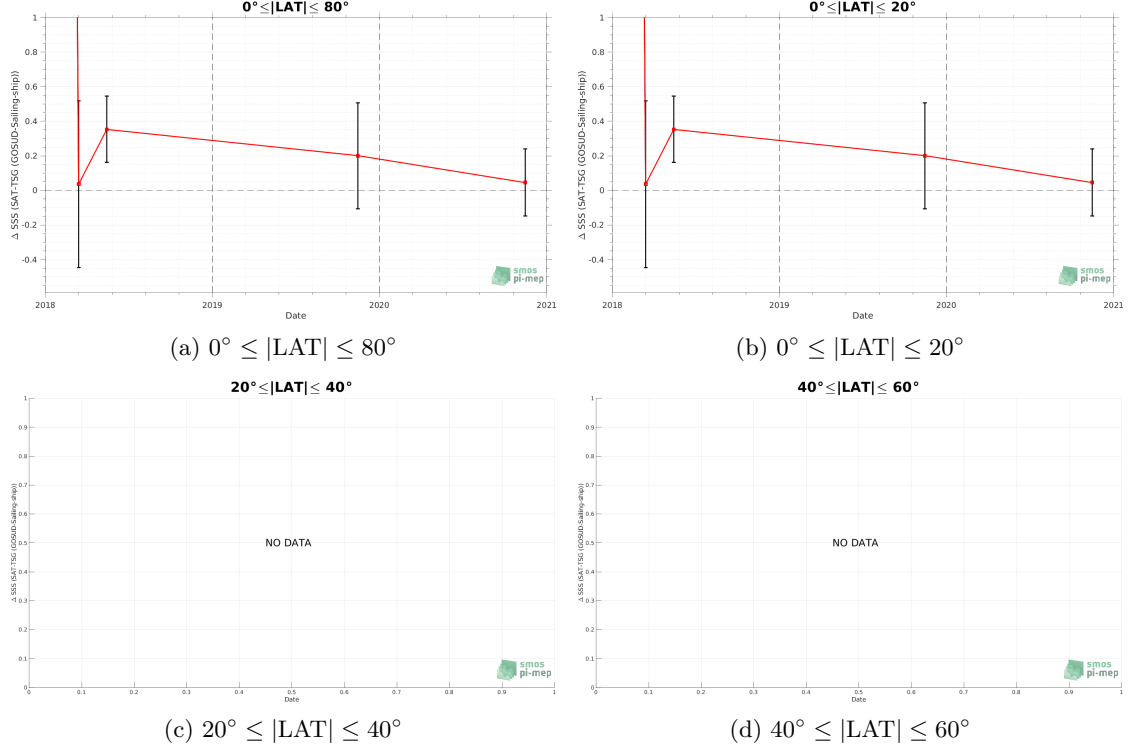 0°≤|LAT|≤ 80°
Δ SSS (SAT-TSG (GOSUD-Sailing-ship))
1
0.8
0.6
0.4
0.2
0
-0.2
-0.4
2018 2019 2020 2021
Date
smos
pi-mep
(a) 0° ≤ |LAT| ≤ 80°
0°≤|LAT|≤ 20°
Δ SSS (SAT-TSG (GOSUD-Sailing-ship))
1
0.8
0.6
0.4
0.2
0
-0.2
-0.4
2018 2019 2020 2021
Date
smos
pi-mep
(b) 0° ≤ |LAT| ≤ 20°
20°≤|LAT|≤ 40°
Δ SSS (SAT-TSG (GOSUD-Sailing-ship))
1
0.9
0.8
0.7
0.6
0.5
0.4
0.3
0.2
0.1
0
NO DATA
0 0.1 0.2 0.3 0.4 0.5 0.6 0.7 0.8 0.9 1
Date
smos
pi-mep
(c) 20° ≤ |LAT| ≤ 40°
40°≤|LAT|≤ 60°
Δ SSS (SAT-TSG (GOSUD-Sailing-ship))
1
0.9
0.8
0.7
0.6
0.5
0.4
0.3
0.2
0.1
0
NO DATA
0 0.1 0.2 0.3 0.4 0.5 0.6 0.7 0.8 0.9 1
Date
smos
pi-mep
(d) 40° ≤ |LAT| ≤ 60°